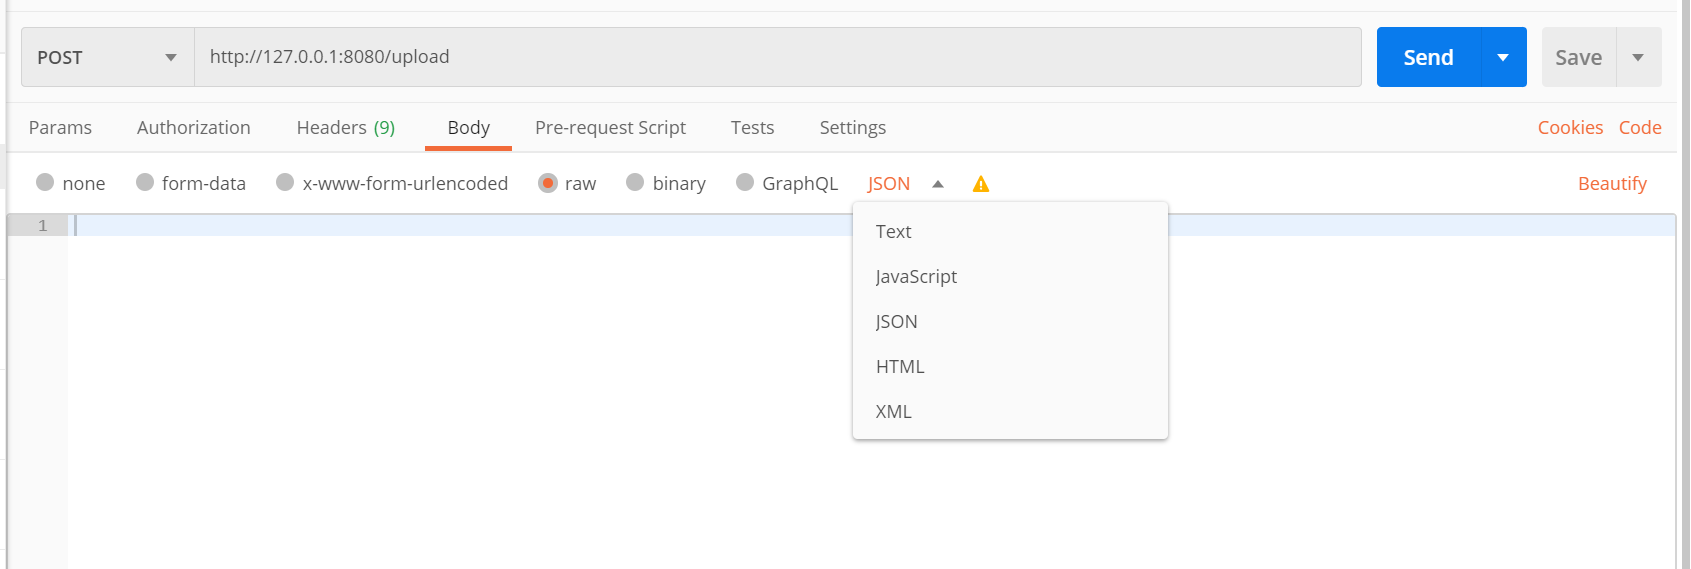 POST http://127.0.0.1:8080/upload Send Save
Params Authorization Headers (9) Body Pre-request Script Tests Settings Cookies Code
none form-data x-www-form-urlencoded raw binary GraphQL JSON Beautify
1
Text
JavaScript
JSON
HTML
XML